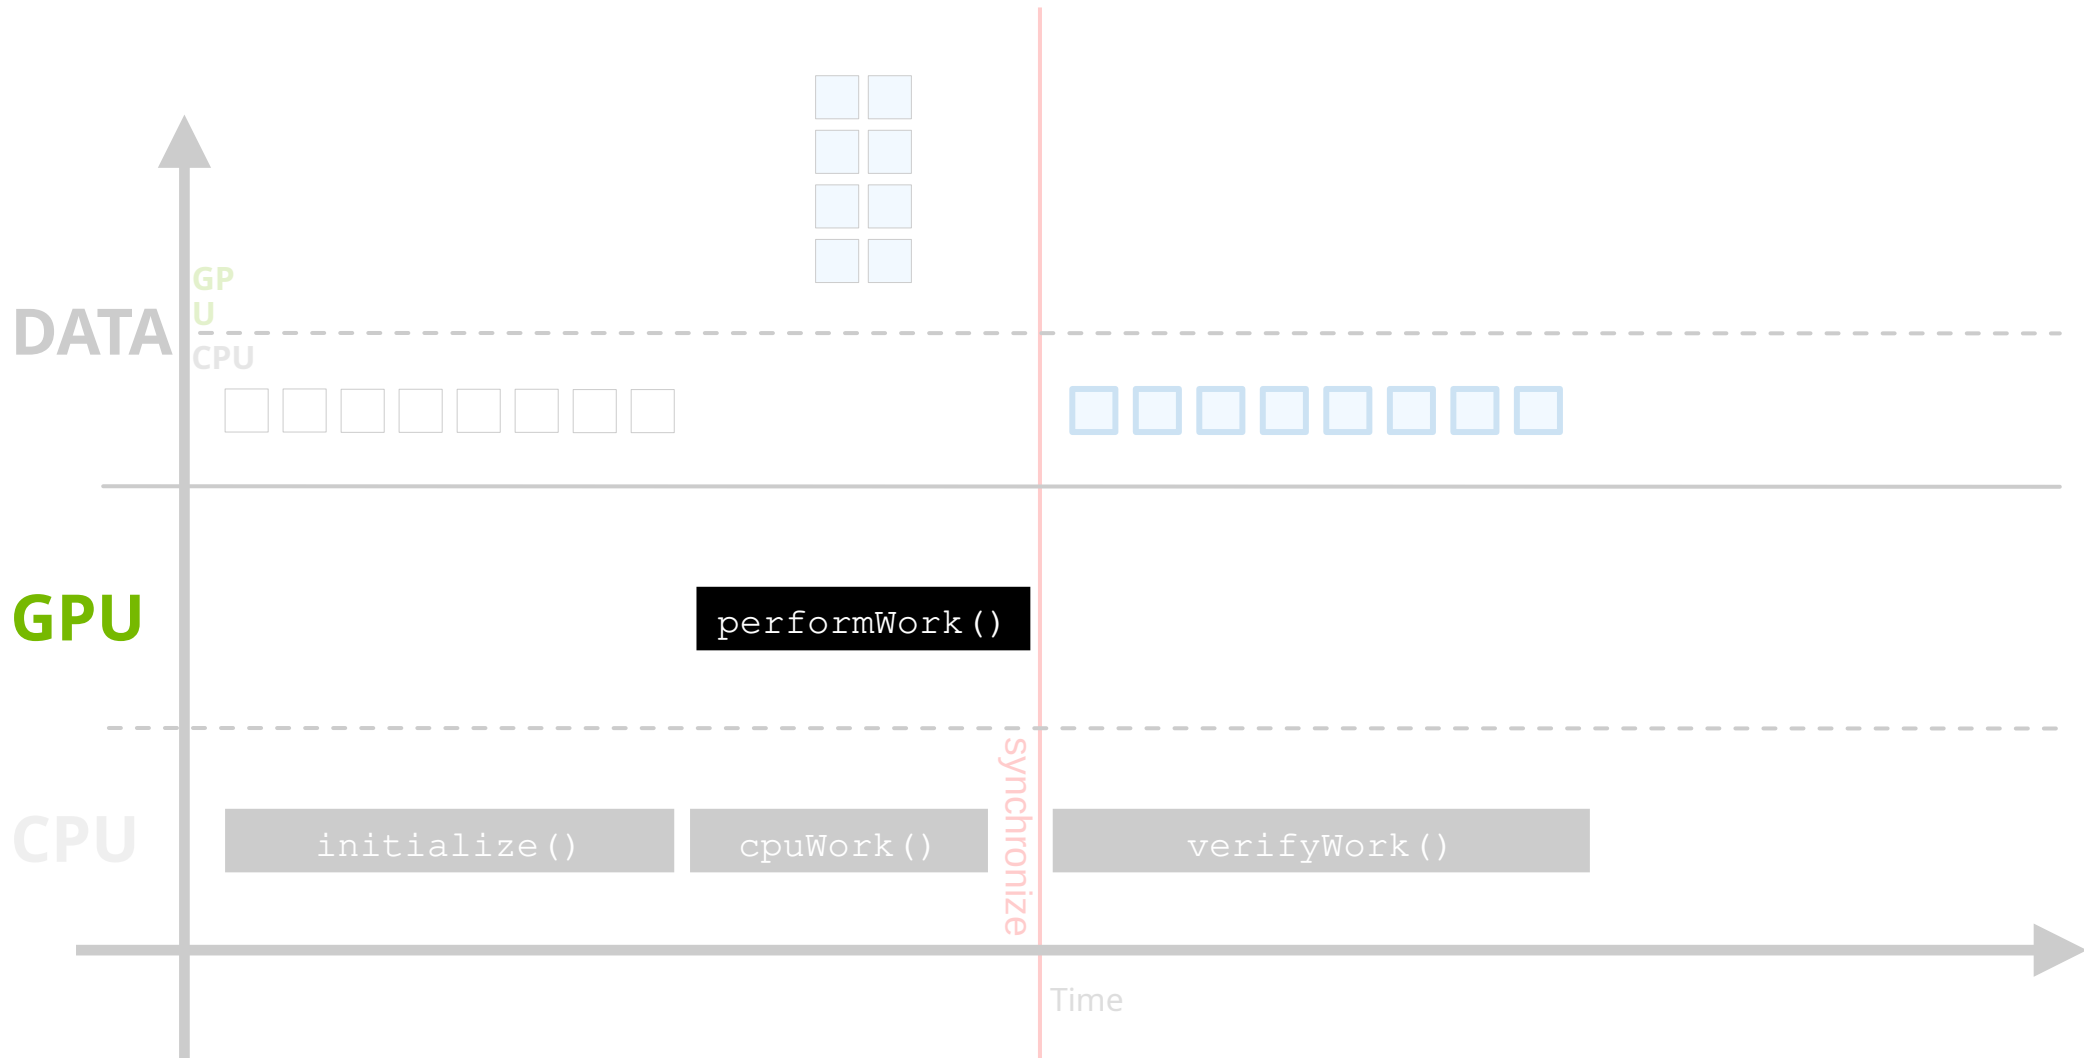 GP
U
DATA
CPU
GPU
performWork()
synchronize
CPU
initialize()
cpuWork()
verifyWork()
Time